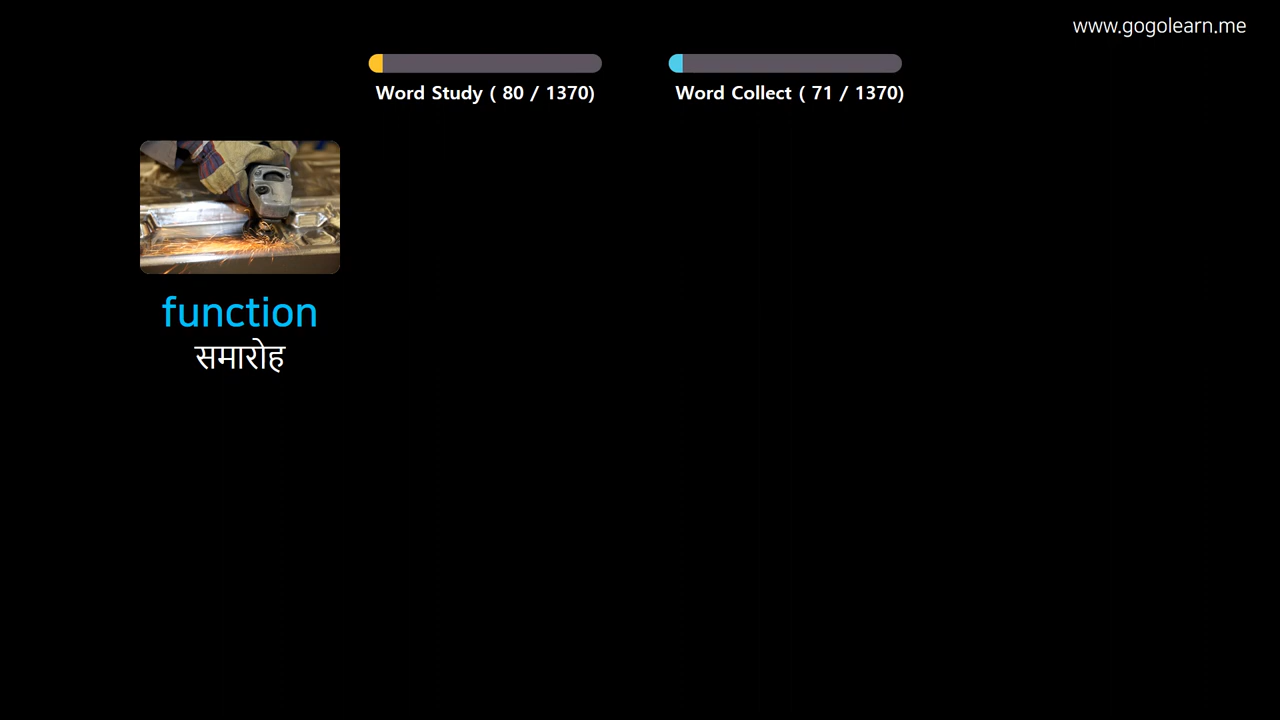 www.gogolearn.me
Word Study ( 80 / 1370)
Word Collect ( 71 / 1370)
function
समारोह